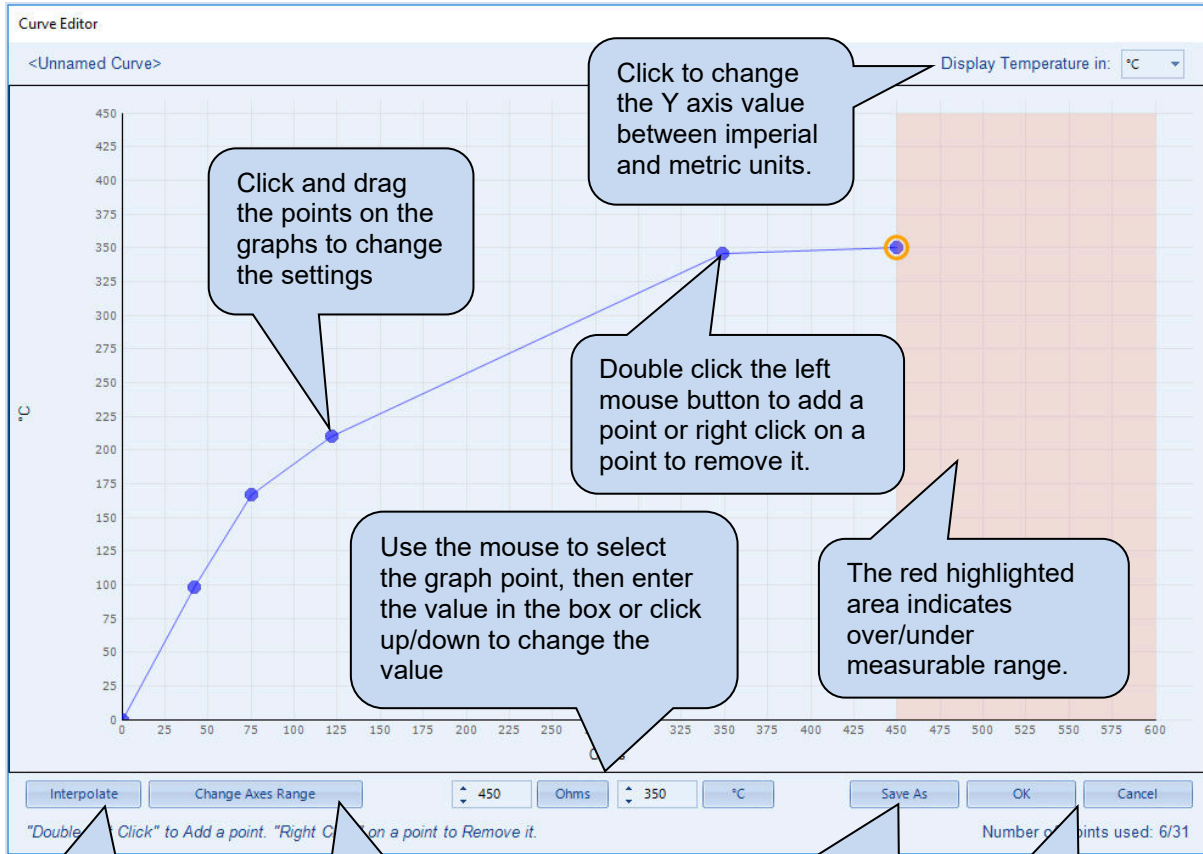 Curve Editor
<Unnamed Curve>
Display Temperature in: °C
Click to change
the Y axis value
between imperial
and metric units.
Click and drag
the points on the
graphs to change
the settings
Double click the left
mouse button to add a
point or right click on a
point to remove it.
Use the mouse to select
the graph point, then enter
the value in the box or click
up/down to change the
value
The red highlighted
area indicates
over/under
measurable range.
°C
450
425
400
375
350
325
300
275
250
225
200
175
150
125
100
75
50
25
0
0 25 50 75 100 125 150 175 200 225 250 325 350 375 400 425 450 475 500 525 550 575 600
Interpolate Change Axes Range 450 Ohms 350 °C Save As OK Cancel
"Double Click" to Add a point. "Right on a point to Remove it.
Number used: 6/31